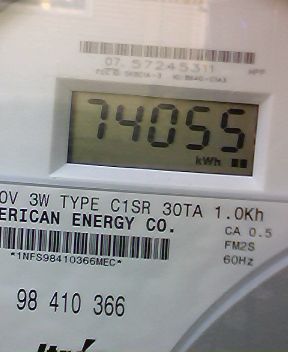 07. 57245311
74055
kWh
0V 3W TYPE C1SR 30TA 1.0Kh
ERICAN ENERGY CO.
CA 0.5
FM2S
60Hz
*1NFS98410366MEC*
98 410 366